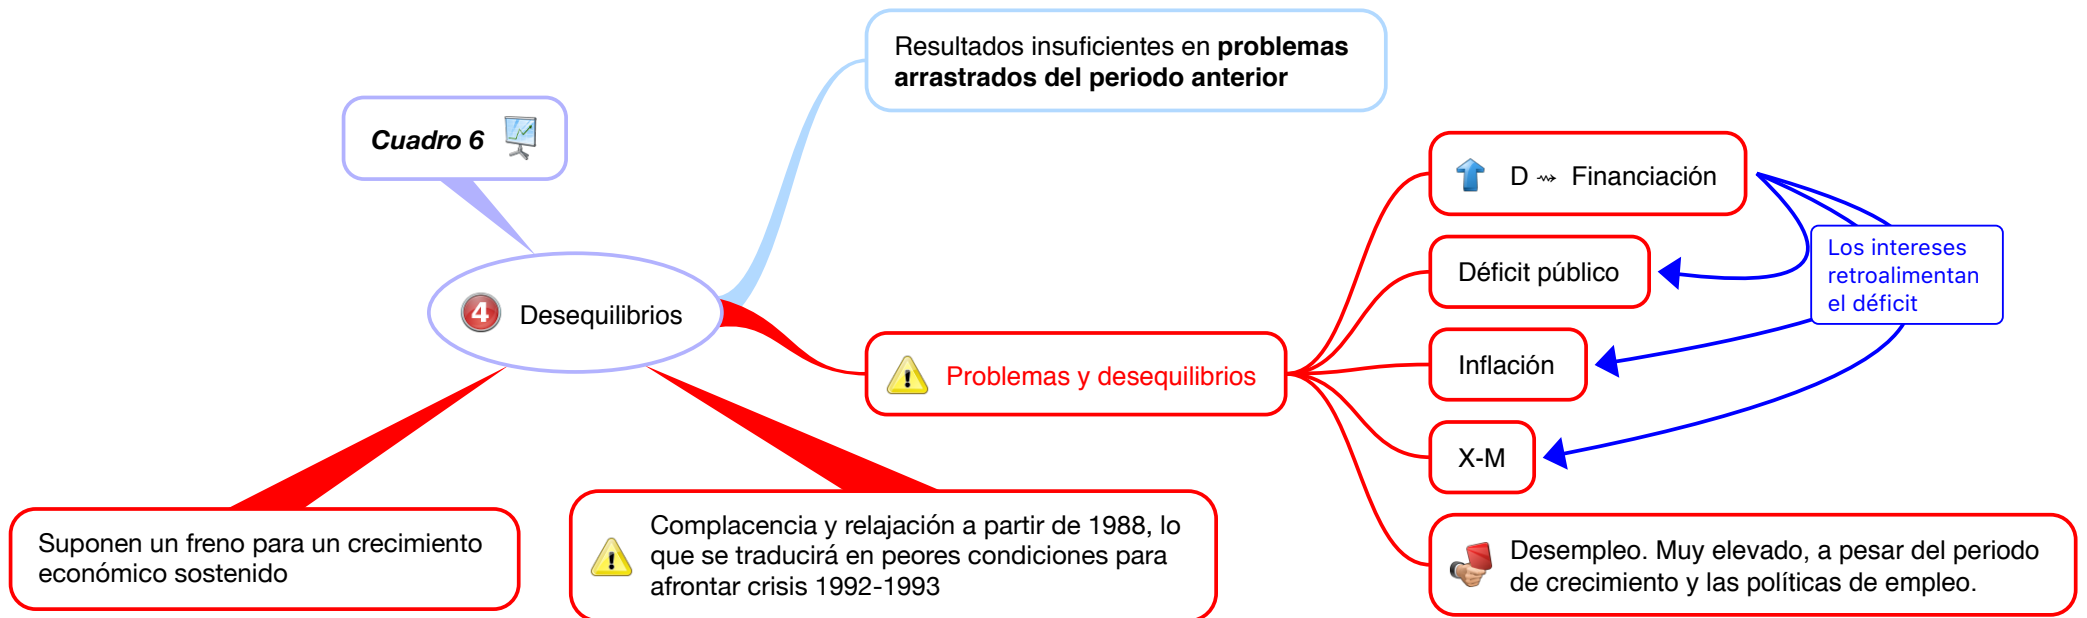 Resultados insuficientes en problemas
arrastrados del periodo anterior
Cuadro 6
4 Desequilibrios
Problemas y desequilibrios
D ⇝ Financiación
Déficit público
Inflación
X-M
Desempleo. Muy elevado, a pesar del periodo
de crecimiento y las políticas de empleo.
Los intereses
retroalimentan
el déficit
Suponen un freno para un crecimiento
económico sostenido
Complacencia y relajación a partir de 1988, lo
que se traducirá en peores condiciones para
afrontar crisis 1992-1993